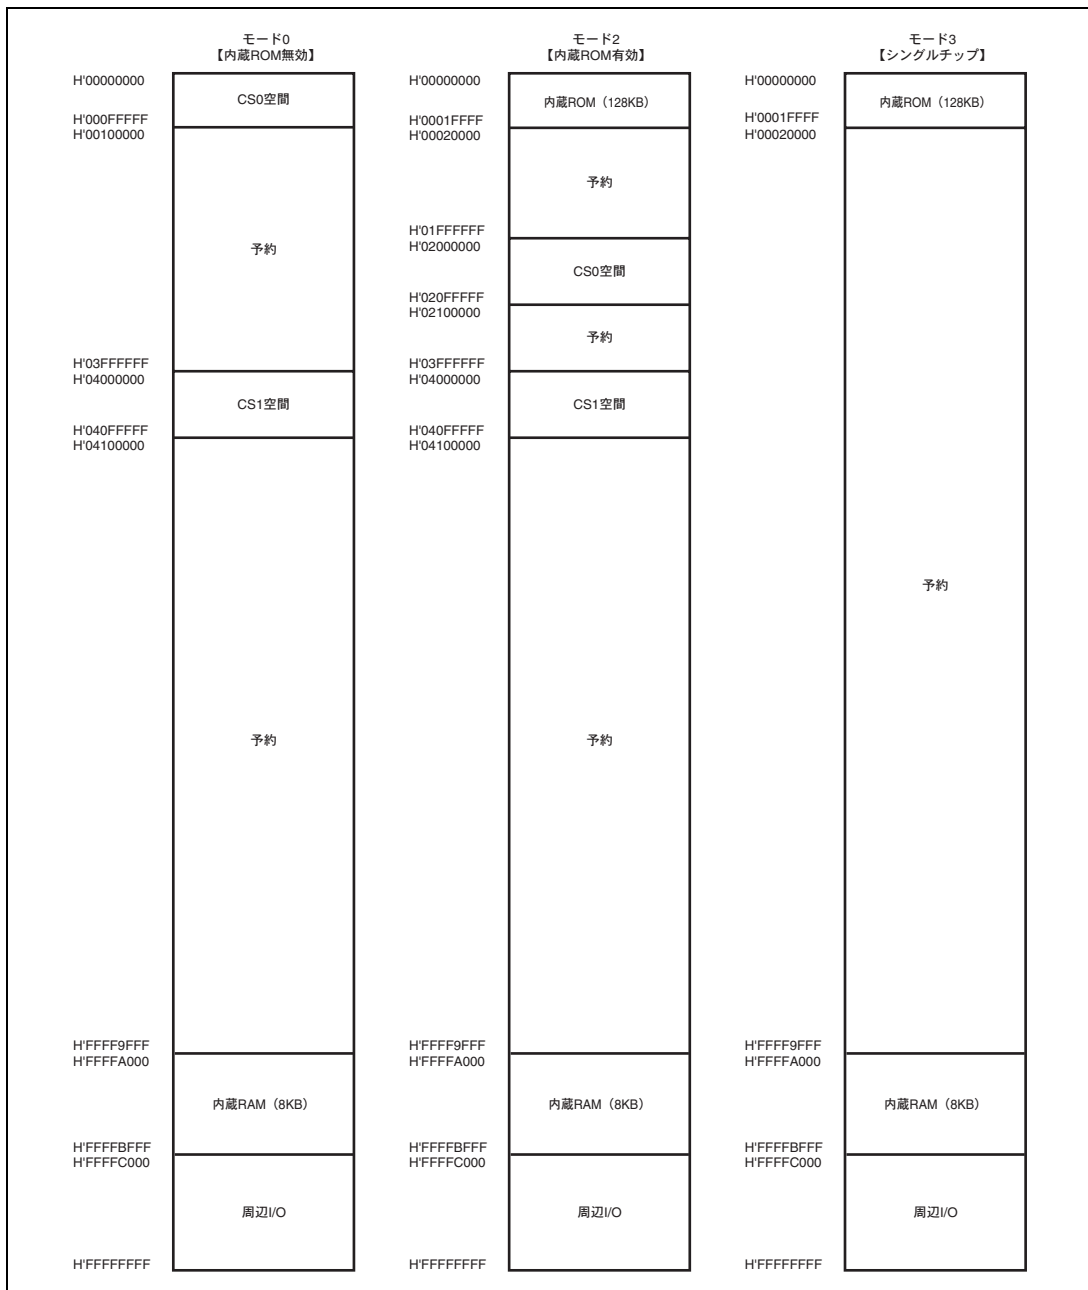 モード0
【内蔵ROM無効】
H'00000000
CS0空間
H'000FFFFF
H'00100000
予約
H'03FFFFFF
H'04000000
CS1空間
H'040FFFFF
H'04100000
予約
H'FFFF9FFF
H'FFFFA000
内蔵RAM（8KB）
H'FFFFBFFF
H'FFFFC000
周辺I/O
H'FFFFFFFF
モード2
【内蔵ROM有効】
H'00000000
内蔵ROM（128KB）
H'0001FFFF
H'00020000
予約
H'01FFFFFF
H'02000000
CS0空間
H'020FFFFF
H'02100000
予約
H'03FFFFFF
H'04000000
CS1空間
H'040FFFFF
H'04100000
予約
H'FFFF9FFF
H'FFFFA000
内蔵RAM（8KB）
H'FFFFBFFF
H'FFFFC000
周辺I/O
H'FFFFFFFF
モード3
【シングルチップ】
H'00000000
内蔵ROM（128KB）
H'0001FFFF
H'00020000
予約
H'FFFF9FFF
H'FFFFA000
内蔵RAM（8KB）
H'FFFFBFFF
H'FFFFC000
周辺I/O
H'FFFFFFFF